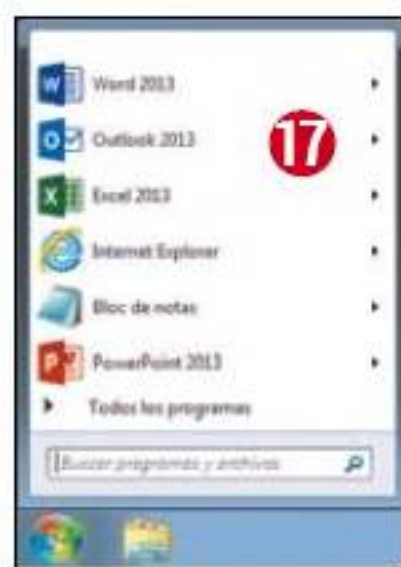 Word 2013
Outlook 2013
17
Excel 2013
Internet Explorer
Bloc de notas
PowerPoint 2013
Todos los programas
Buscar programas y archivos